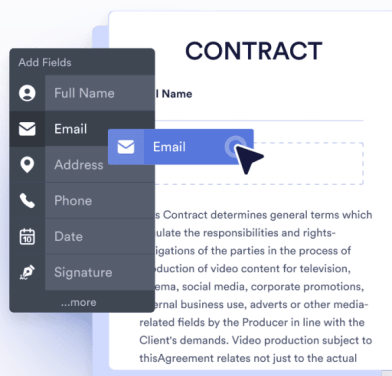 CONTRACT
Add Fields
Full Name
l Name
Email
Email
Address
Phone
Date
10
Signature
...more
s Contract determines general terms which
ulate the responsibilities and rights-
igations of the parties in the process of
duction of video content for television,
ema, social media, corporate promotions,
ernal business use, adverts or other media-
related fields by the Producer in line with the
Client's demands. Video production subject to
thisAgreement relates not just to the actual